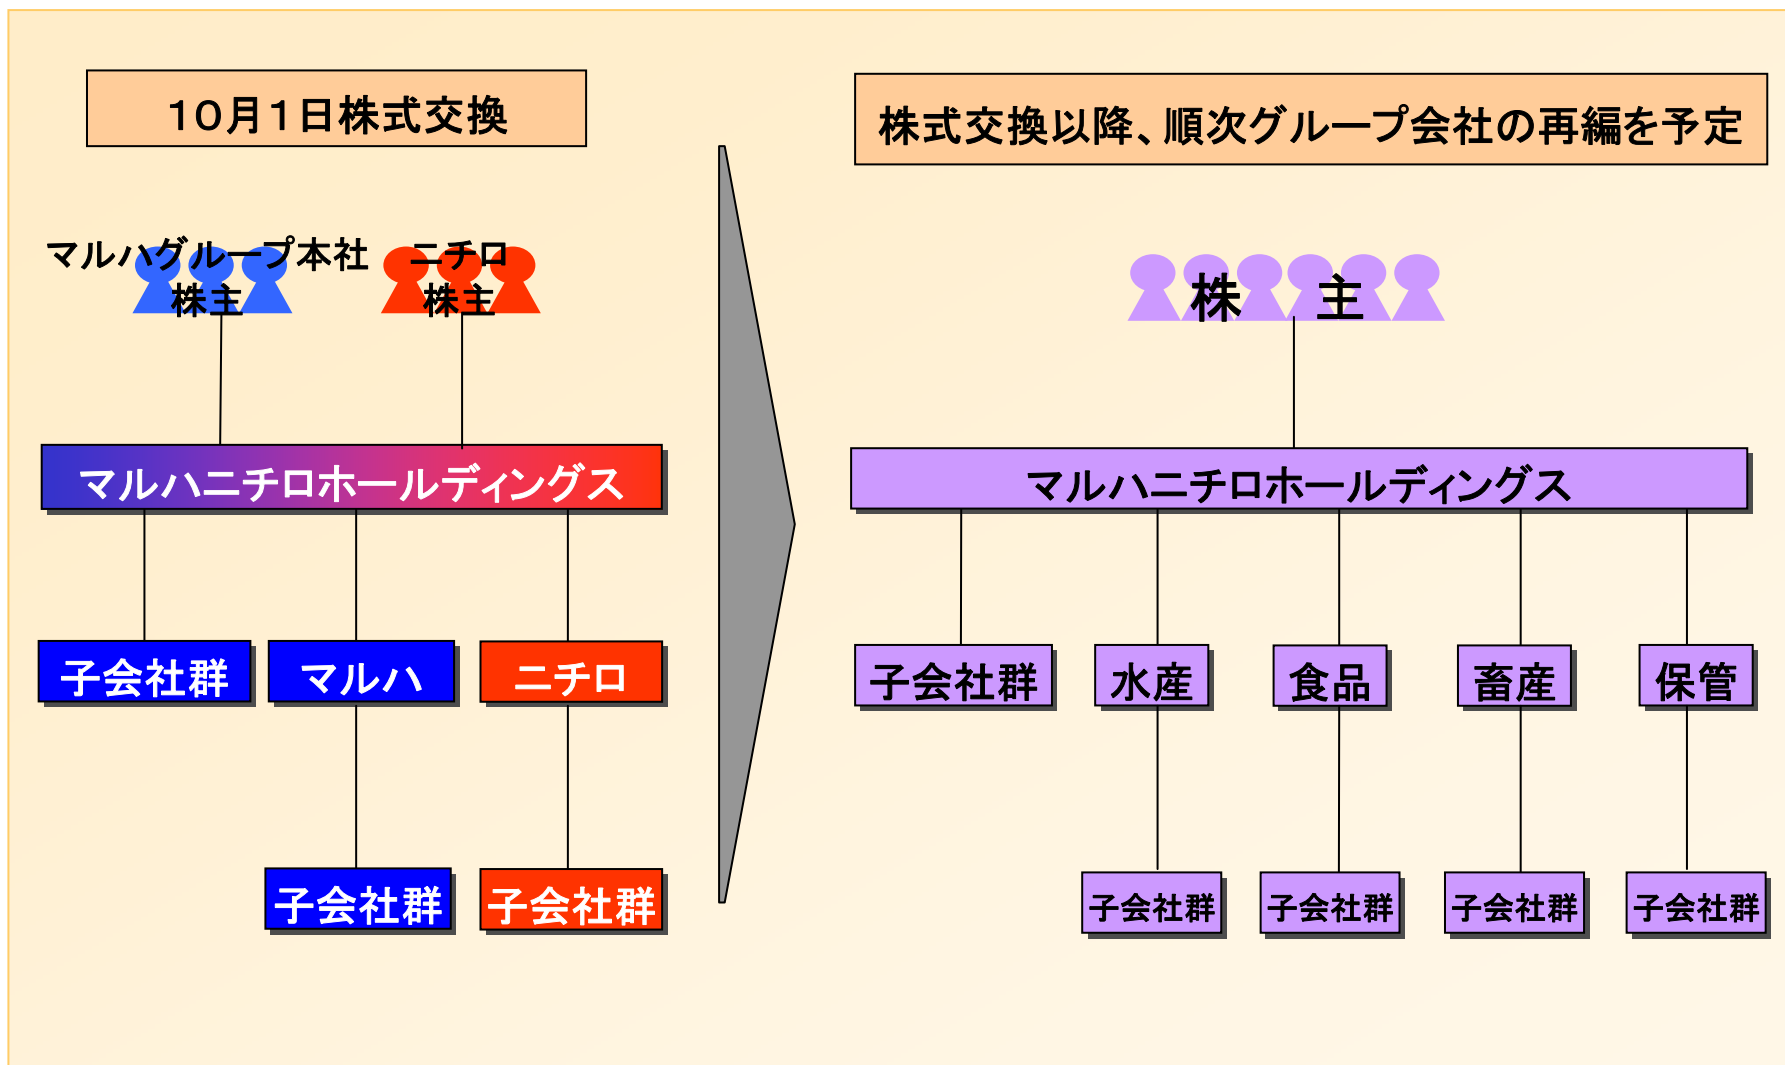 １０月１日株式交換
マルハグループ本社
株主
ニチロ
株主
マルハニチロホールディングス
子会社群
マルハ
ニチロ
子会社群
子会社群
株式交換以降、順次グループ会社の再編を予定
株　主
マルハニチロホールディングス
子会社群
水産
食品
畜産
保管
子会社群
子会社群
子会社群
子会社群